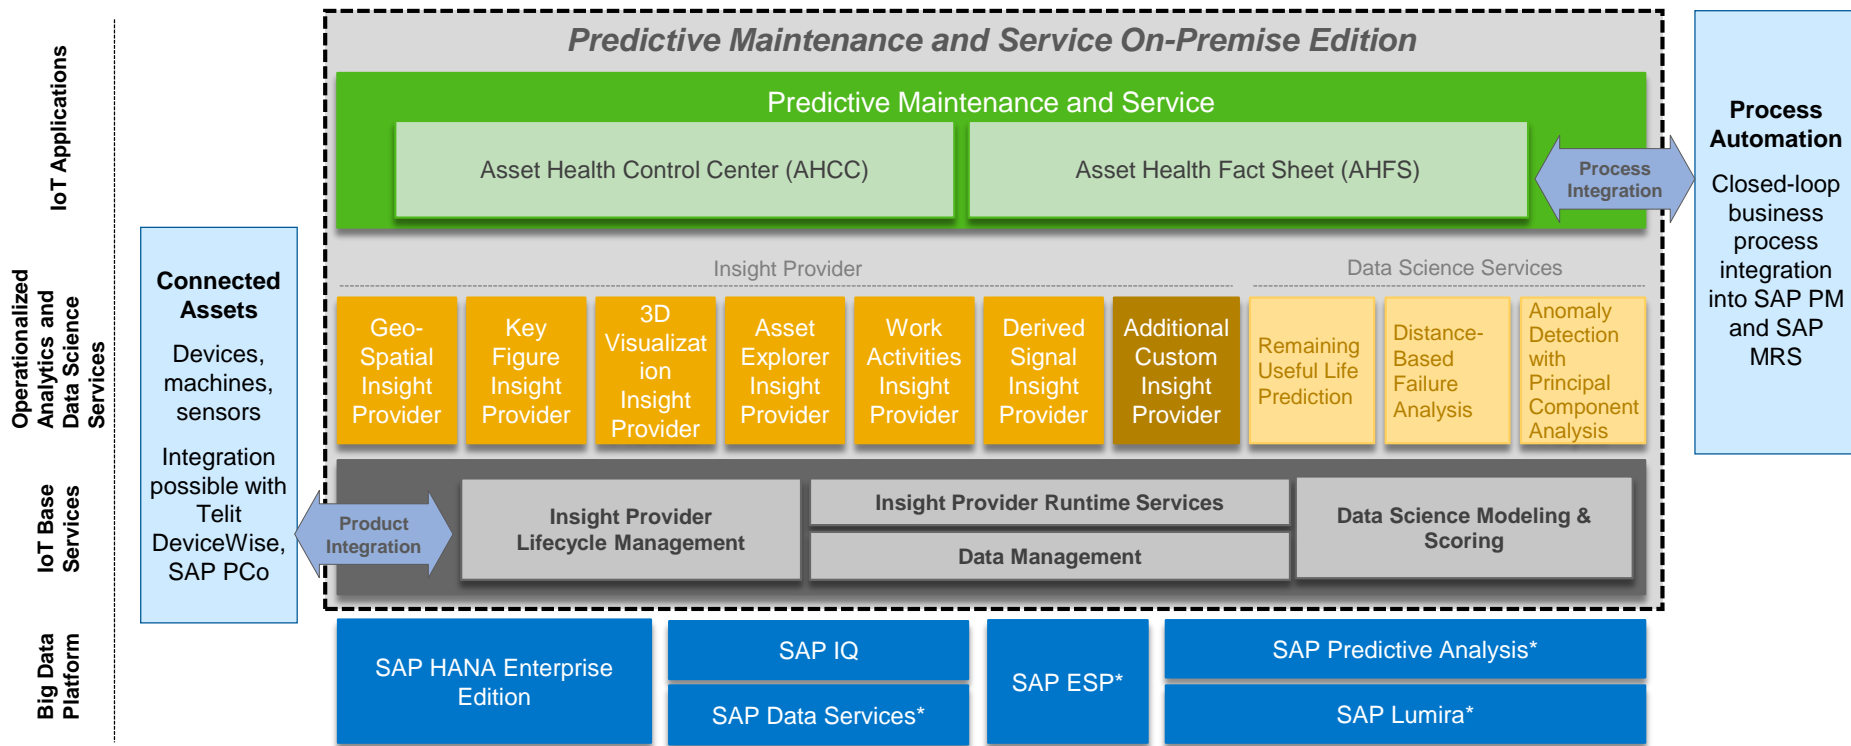 Predictive Maintenance and Service On-Premise Edition
IoT Applications
Predictive Maintenance and Service
Asset Health Control Center (AHCC)
Asset Health Fact Sheet (AHFS)
Process
Integration
Process
Automation
Closed-loop
business
process
integration
into SAP PM
and SAP
MRS
Connected
Assets
Devices,
machines,
sensors
Integration
possible with
Telit
DeviceWise,
SAP PCo
Operationalized
Analytics and
Data Science
Services
Insight Provider
Data Science Services
Geo-
Spatial
Insight
Provider
Key
Figure
Insight
Provider
3D
Visualizat
ion
Insight
Provider
Asset
Explorer
Insight
Provider
Work
Activities
Insight
Provider
Derived
Signal
Insight
Provider
Additional
Custom
Insight
Provider
Remaining
Useful Life
Prediction
Distance-
Based
Failure
Analysis
Anomaly
Detection
with
Principal
Component
Analysis
IoT Base
Services
Product
Integration
Insight Provider
Lifecycle Management
Insight Provider Runtime Services
Data Management
Data Science Modeling &
Scoring
Big Data
Platform
SAP HANA Enterprise
Edition
SAP IQ
SAP Data Services*
SAP ESP*
SAP Predictive Analysis*
SAP Lumira*